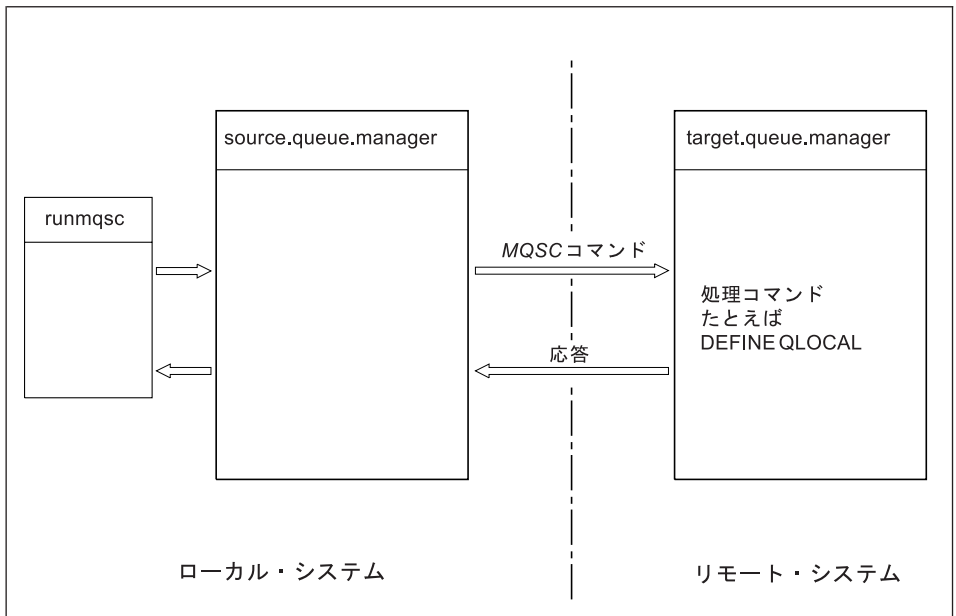 source.queue.manager
target.queue.manager
runmqsc
MQSCコマンド
処理コマンド
たとえば
DEFINE QLOCAL
応答
ローカル・システム
リモート・システム